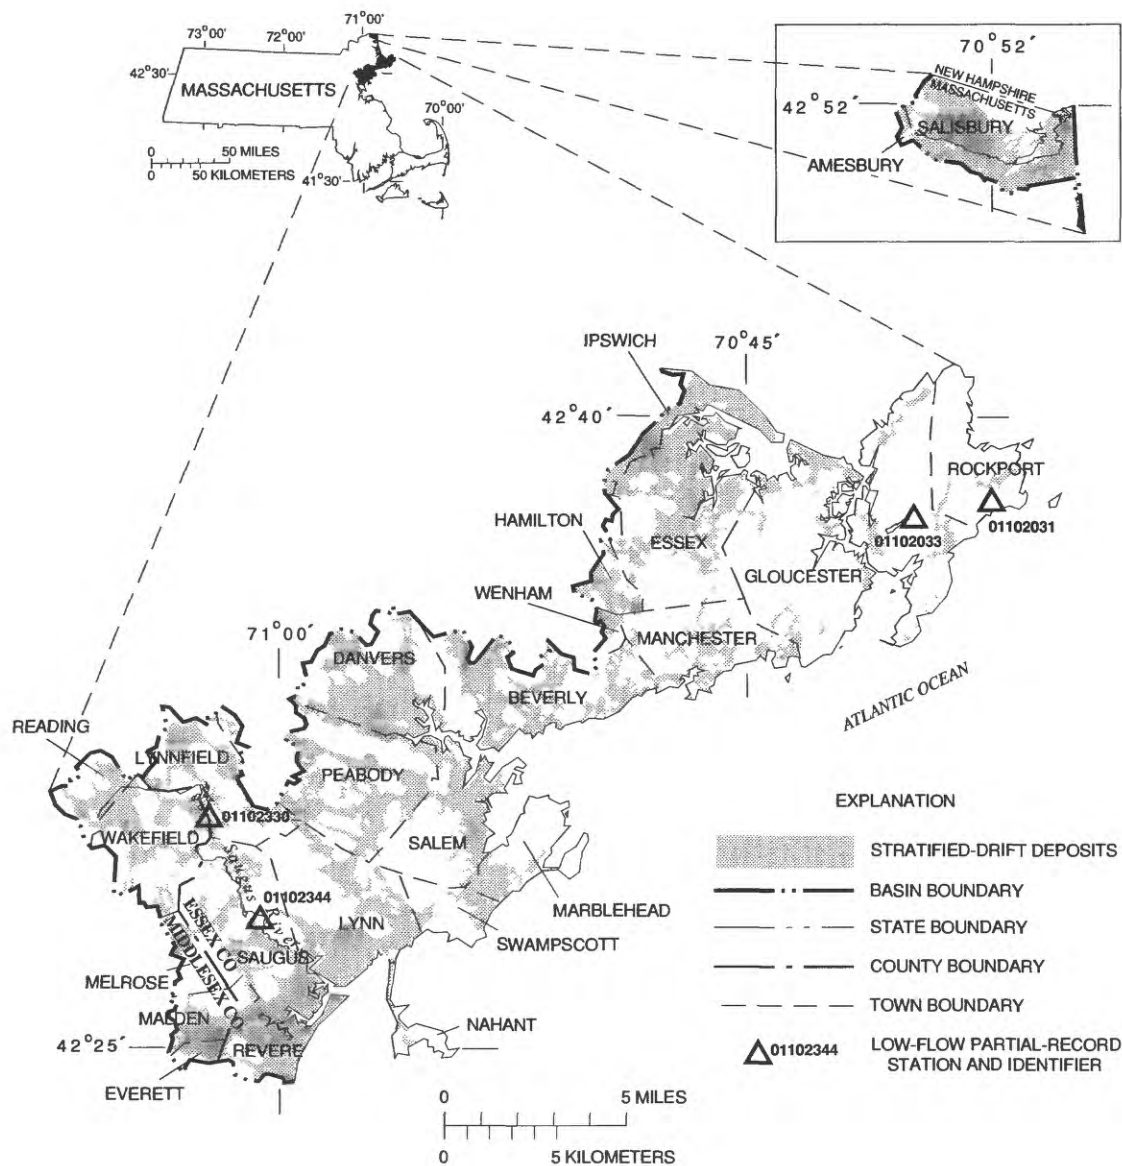 71°00′
73°00′
72°00′
42°30′
MASSACHUSETTS
70°00′
0 50 MILES
0 50 KILOMETERS
41°30′
70°52′
NEW HAMPSHIRE
MASSACHUSETTS
42°52′
SALISBURY
AMESBURY
IPSWICH
70°45′
42°40′
ROCKPORT
HAMILTON
01102033
01102031
ESSEX
GLOUCESTER
WENHAM
71°00′
MANCHESTER
DANVERS
BEVERLY
ATLANTIC OCEAN
READING
LYNNFIELD
PEABODY
01102330
WAKEFIELD
SALEM
Saugus River
01102344
MARBLEHEAD
LYNN
SWAMPSCOTT
ESSEX CO
MIDDLESEX CO
SAUGUS
MELROSE
MALDEN
NAHANT
42°25′
REVERE
EVERETT
EXPLANATION
STRATIFIED-DRIFT DEPOSITS
BASIN BOUNDARY
STATE BOUNDARY
COUNTY BOUNDARY
TOWN BOUNDARY
01102344 LOW-FLOW PARTIAL-RECORD
STATION AND IDENTIFIER
0 5 MILES
0 5 KILOMETERS